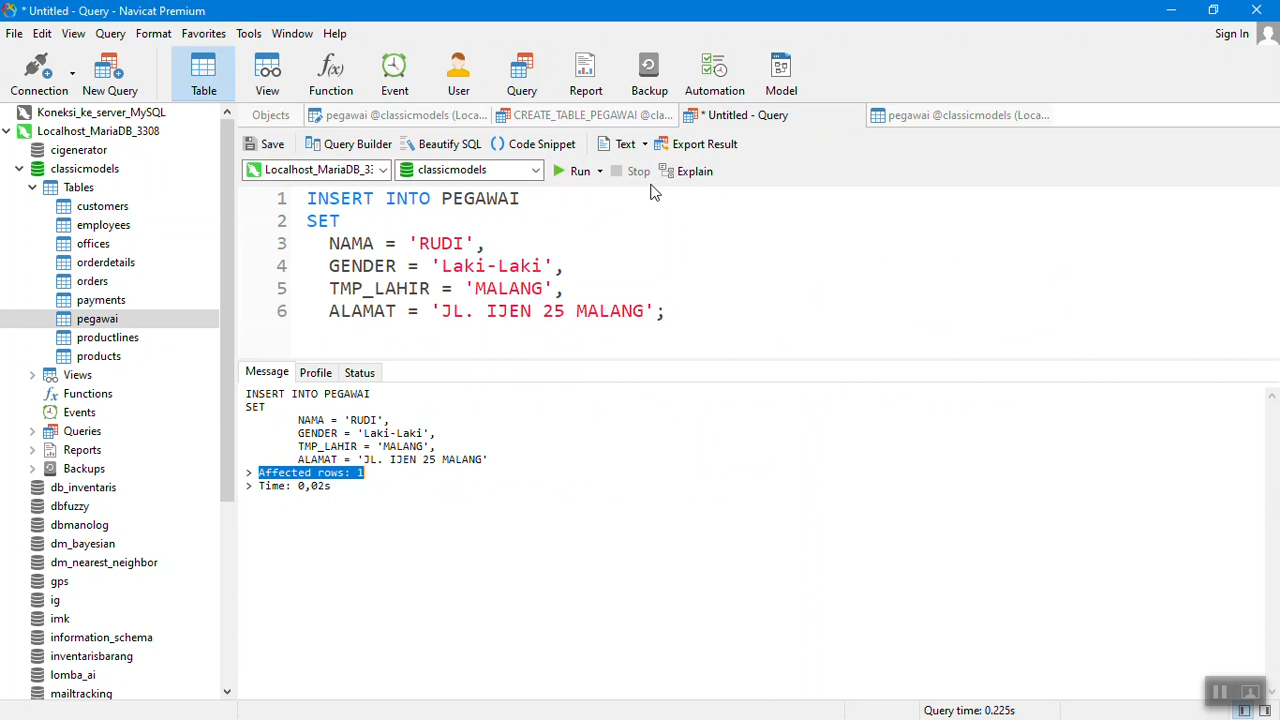 * Untitled - Query - Navicat Premium
File Edit View Query Format Favorites Tools Window Help Sign In
Connection New Query Table View Function Event User Query Report Backup Automation Model
Koneksi_ke_server_MySQL
Localhost_MariaDB_3308
cigenerator
classicmodels
Tables
customers
employees
offices
orderdetails
orders
payments
pegawai
productlines
products
Views
Functions
Events
Queries
Reports
Backups
db_inventaris
dbfuzzy
dbmanolog
dm_bayesian
dm_nearest_neighbor
gps
ig
imk
information_schema
inventarisbarang
lomba_ai
mailtracking
Objects pegawai @classicmodels (Loca... CREATE_TABLE_PEGAWAI @cla... * Untitled - Query pegawai @classicmodels (Loca...
Save Query Builder Beautify SQL () Code Snippet Text Export Result
Localhost_MariaDB_3: classicmodels Run Stop Explain
1 INSERT INTO PEGAWAI
2 SET
3 NAMA = 'RUDI',
4 GENDER = 'Laki-Laki',
5 TMP_LAHIR = 'MALANG',
6 ALAMAT = 'JL. IJEN 25 MALANG';
Message Profile Status
INSERT INTO PEGAWAI
SET
NAMA = 'RUDI',
GENDER = 'Laki-Laki',
TMP_LAHIR = 'MALANG',
ALAMAT = 'JL. IJEN 25 MALANG'
> Affected rows: 1
> Time: 0,02s
Query time: 0.225s